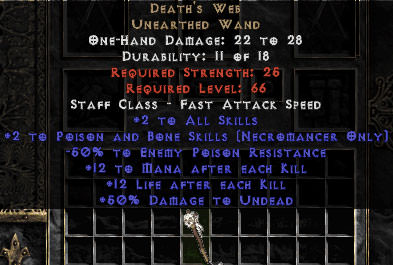 Death's Web
Unearthed Wand
One-Hand Damage: 22 to 28
Durability: 11 of 18
Required Strength: 25
Required Level: 66
Staff Class - Fast Attack Speed
+2 to All Skills
+2 to Poison and Bone Skills (Necromancer Only)
-50% to Enemy Poison Resistance
+12 to Mana after each Kill
+12 Life after each Kill
+50% Damage to Undead